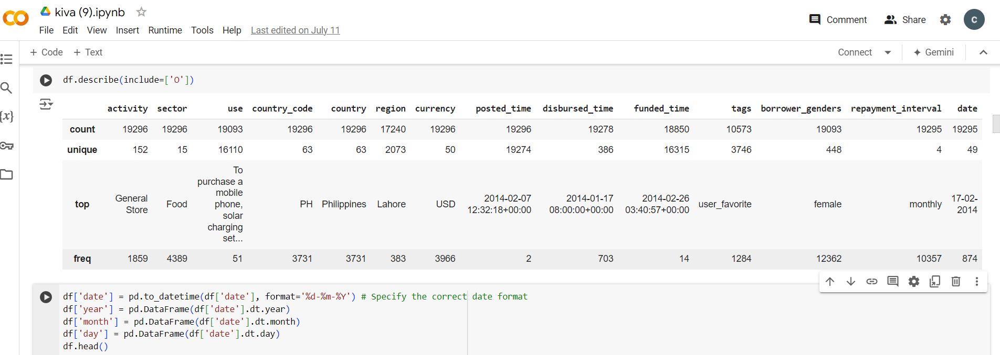 kiva (9).ipynb
File Edit View Insert Runtime Tools Help Last edited on July 11
Comment Share C
+ Code + Text Connect Gemini
df.describe(include=['O'])
activity sector use country_code country region currency posted_time disbursed_time funded_time tags borrower_genders repayment_interval date
count 19296 19296 19093 19296 19296 17240 19296 19296 19278 18850 10573 19093 19295 19295
unique 152 15 16110 63 63 2073 50 19274 386 16315 3746 448 4 49
top General Store Food To purchase a mobile phone, solar charging set... PH Philippines Lahore USD 2014-02-07 12:32:18+00:00 2014-01-17 08:00:00+00:00 2014-02-26 03:40:57+00:00 user_favorite female monthly 17-02-2014
freq 1859 4389 51 3731 3731 383 3966 2 703 14 1284 12362 10357 874
df['date'] = pd.to_datetime(df['date'], format='%d-%m-%Y') # Specify the correct date format
df['year'] = pd.DataFrame(df['date'].dt.year)
df['month'] = pd.DataFrame(df['date'].dt.month)
df['day'] = pd.DataFrame(df['date'].dt.day)
df.head()